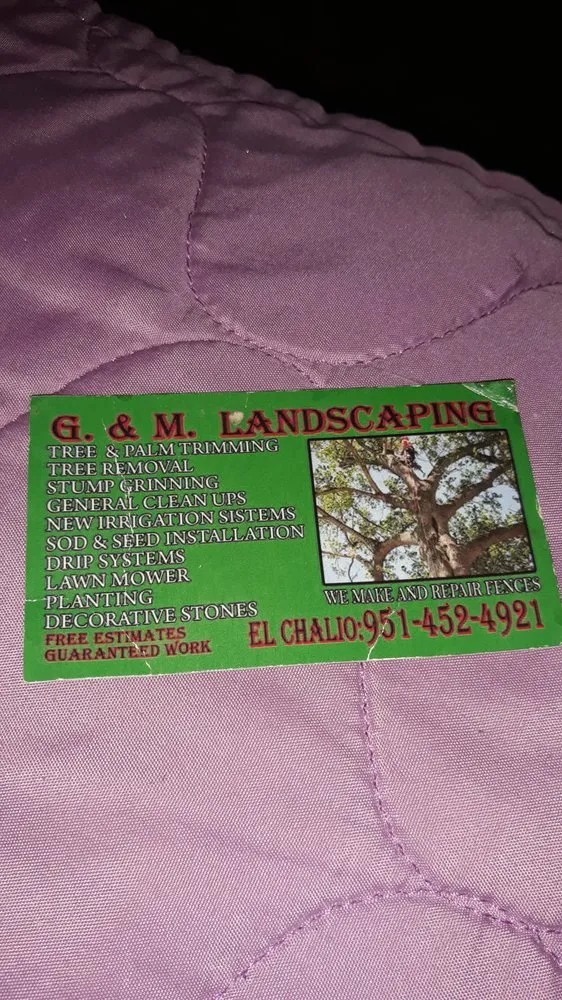 G. & M. LANDSCAPING
TREE & PALM TRIMMING
TREE REMOVAL
STUMP GRINNING
GENERAL CLEAN UPS
NEW IRRIGATION SISTEMS
SOD & SEED INSTALLATION
DRIP SYSTEMS
LAWN MOWER
PLANTING
DECORATIVE STONES
FREE ESTIMATES
GUARANTEED WORK
WE MAKE AND REPAIR FENCES
EL CHALIO:951-452-4921